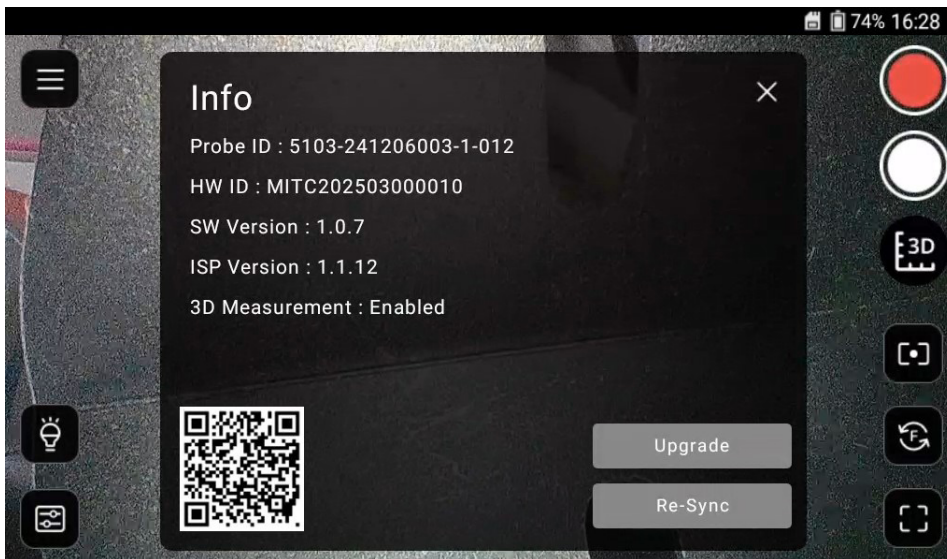 74% 16:28
Info
Probe ID : 5103-241206003-1-012
HW ID : MITC202503000010
SW Version : 1.0.7
ISP Version : 1.1.12
3D Measurement : Enabled
3D
F
Upgrade
Re-Sync